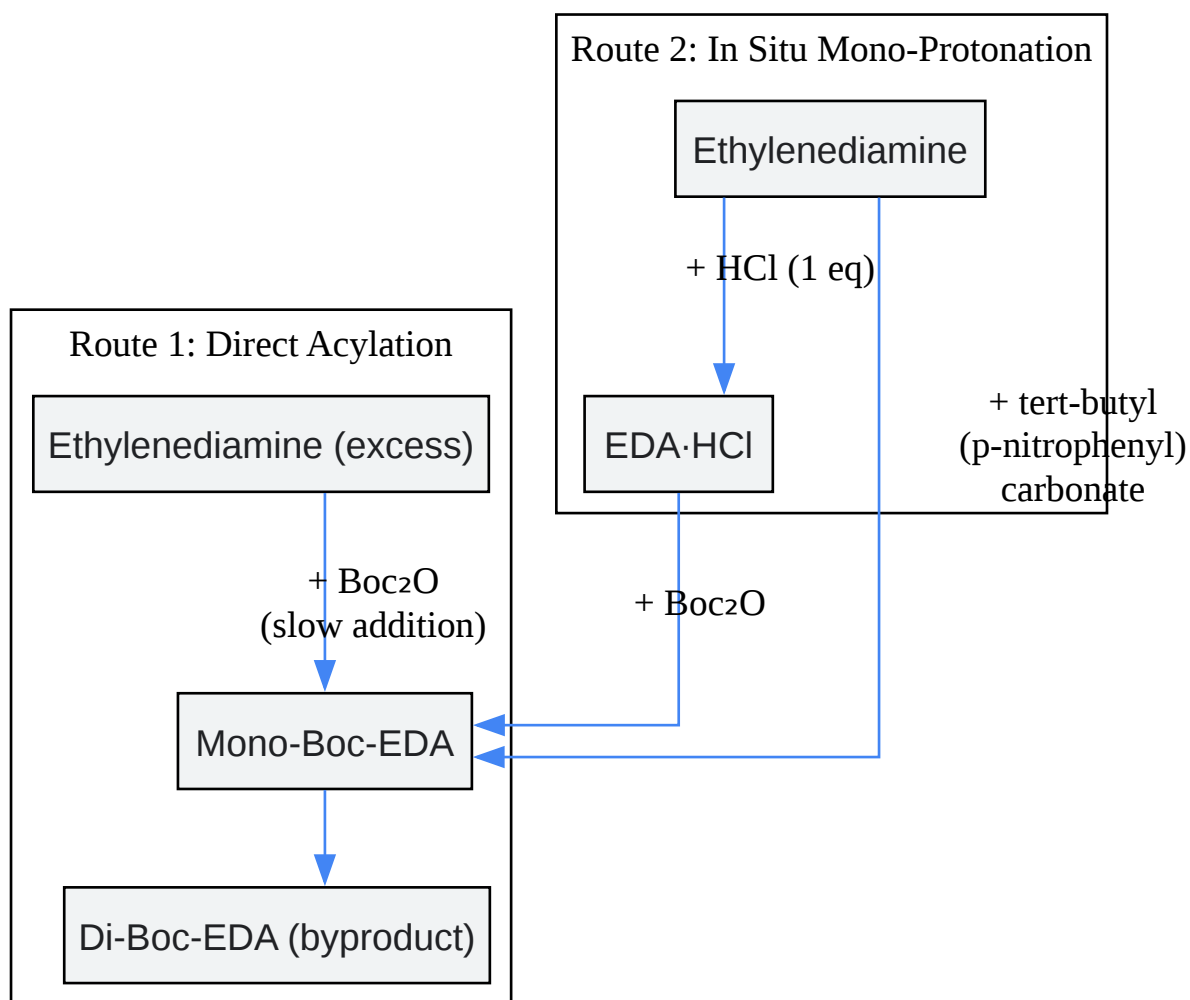 Route 2: In Situ Mono-Protonation
Ethylenediamine
+ HCl (1 eq)
Route 1: Direct Acylation
Ethylenediamine (excess)
EDA·HCl
+ tert-butyl
(p-nitrophenyl)
carbonate
+ Boc₂O
(slow addition)
+ Boc₂O
Mono-Boc-EDA
Di-Boc-EDA (byproduct)